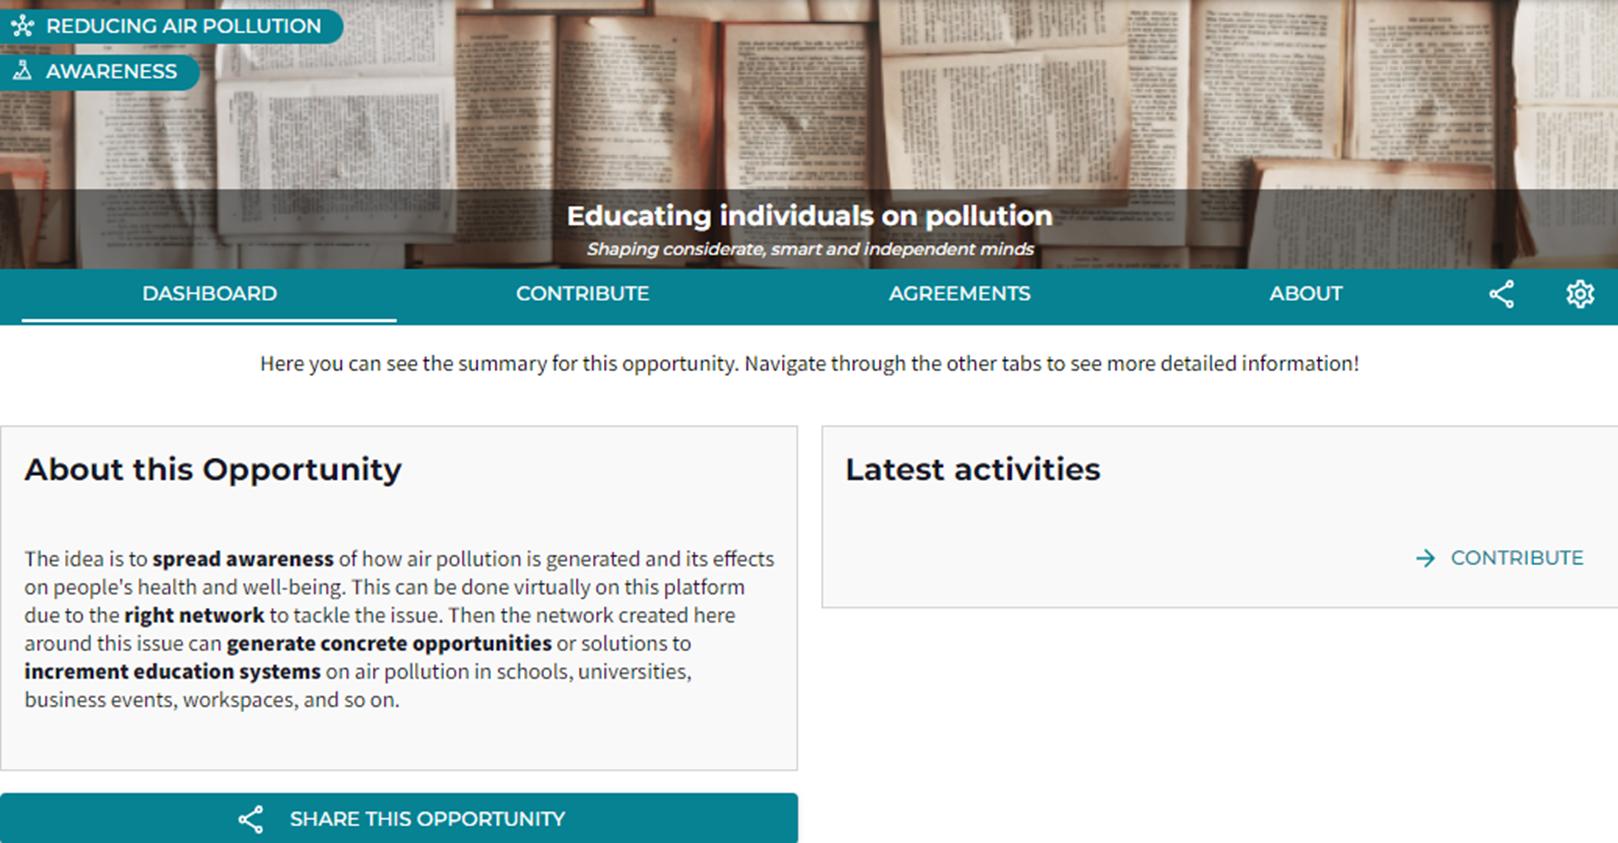 REDUCING AIR POLLUTION
AWARENESS
Educating individuals on pollution
Shaping considerate, smart and independent minds
DASHBOARD CONTRIBUTE AGREEMENTS ABOUT
Here you can see the summary for this opportunity. Navigate through the other tabs to see more detailed information!
About this Opportunity
The idea is to spread awareness of how air pollution is generated and its effects
on people's health and well-being. This can be done virtually on this platform
due to the right network to tackle the issue. Then the network created here
around this issue can generate concrete opportunities or solutions to
increment education systems on air pollution in schools, universities,
business events, workspaces, and so on.
SHARE THIS OPPORTUNITY
Latest activities
CONTRIBUTE